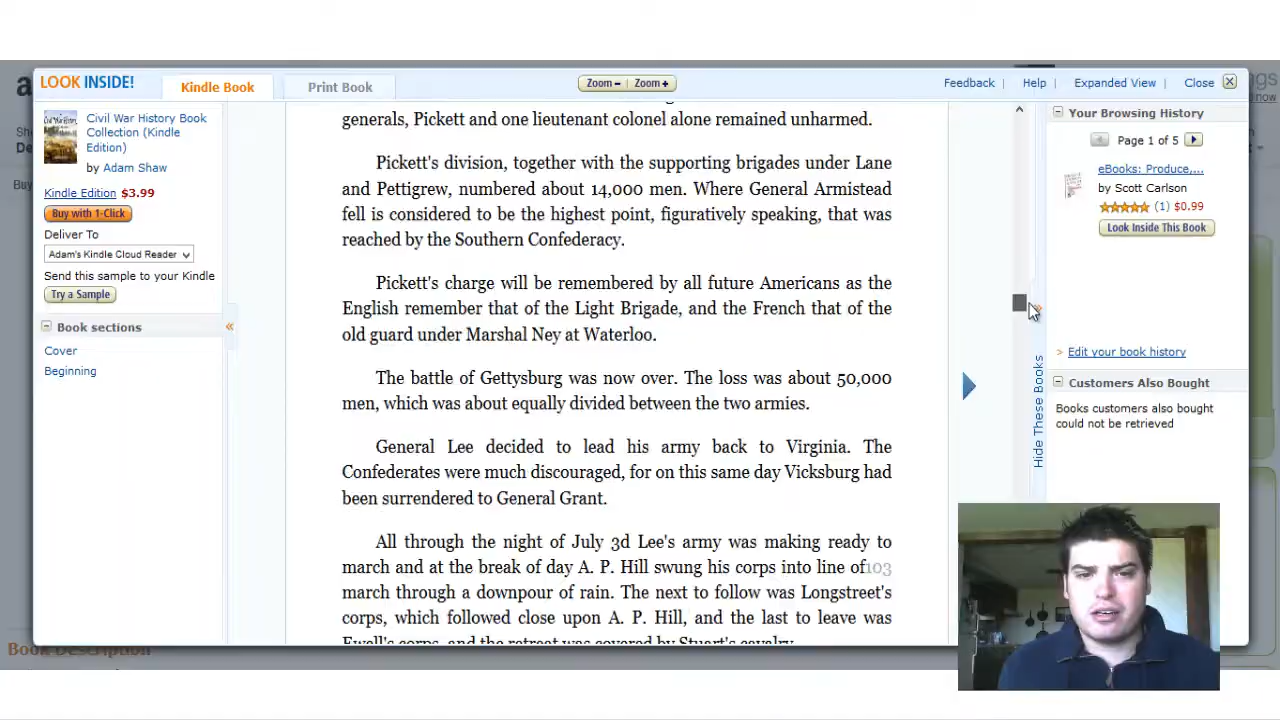 LOOK INSIDE!
Kindle Book
Print Book
Zoom − | Zoom +
Feedback | Help | Expanded View | Close
Civil War History Book
Collection (Kindle
Edition)
by Adam Shaw
Kindle Edition $3.99
Buy with 1-Click
Deliver To
Adam's Kindle Cloud Reader
Send this sample to your Kindle
Try a Sample
Book sections
Cover
Beginning
generals, Pickett and one lieutenant colonel alone remained unharmed.
Pickett's division, together with the supporting brigades under Lane
and Pettigrew, numbered about 14,000 men. Where General Armistead
fell is considered to be the highest point, figuratively speaking, that was
reached by the Southern Confederacy.
Pickett's charge will be remembered by all future Americans as the
English remember that of the Light Brigade, and the French that of the
old guard under Marshal Ney at Waterloo.
The battle of Gettysburg was now over. The loss was about 50,000
men, which was about equally divided between the two armies.
General Lee decided to lead his army back to Virginia. The
Confederates were much discouraged, for on this same day Vicksburg had
been surrendered to General Grant.
All through the night of July 3d Lee's army was making ready to
march and at the break of day A. P. Hill swung his corps into line of103
march through a downpour of rain. The next to follow was Longstreet's
corps, which followed close upon A. P. Hill, and the last to leave was
Ewell's corps, and the retreat was covered by Stuart's cavalry.
Hide These Books
Your Browsing History
Page 1 of 5
eBooks: Produce,...
by Scott Carlson
(1) $0.99
Look Inside This Book
> Edit your book history
Customers Also Bought
Books customers also bought
could not be retrieved
Book Description